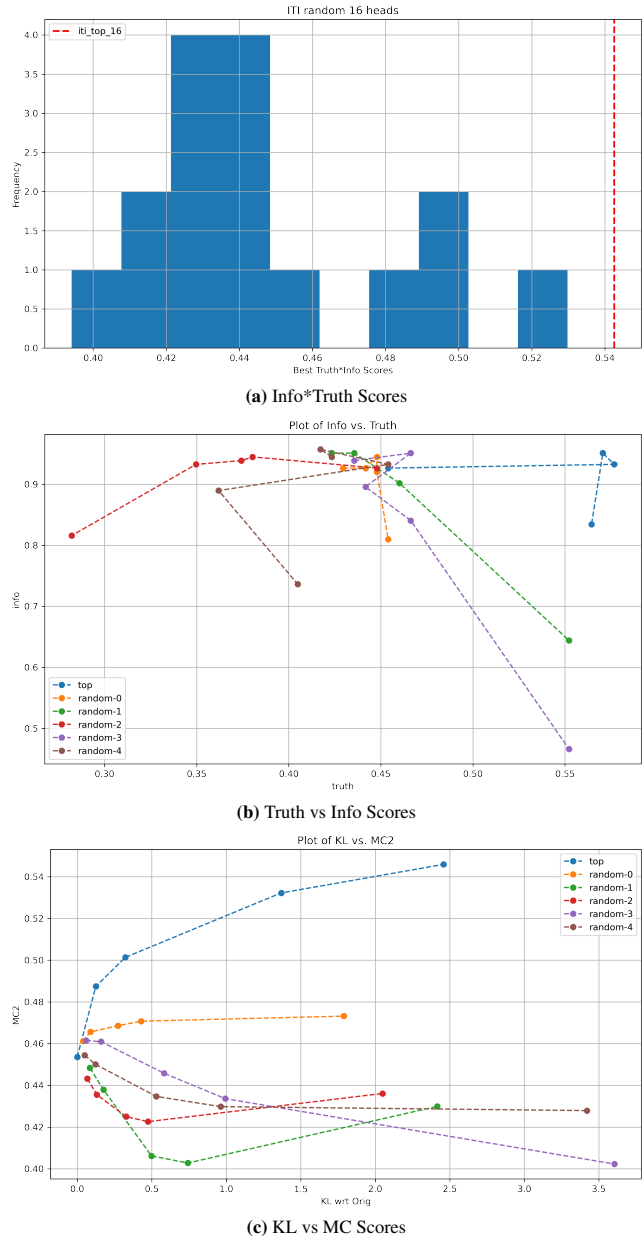 ITI random 16 heads
iti_top_16
4.0
3.5
3.0
2.5
2.0
1.5
1.0
0.5
0.0
Frequency
0.40 0.42 0.44 0.46 0.48 0.50 0.52 0.54
Best Truth*Info Scores
(a) Info*Truth Scores
Plot of Info vs. Truth
0.9
0.8
0.7
0.6
0.5
info
top
random-0
random-1
random-2
random-3
random-4
0.30 0.35 0.40 0.45 0.50 0.55
truth
(b) Truth vs Info Scores
Plot of KL vs. MC2
0.54
0.52
0.50
0.48
0.46
0.44
0.42
0.40
MC2
top
random-0
random-1
random-2
random-3
random-4
0.0 0.5 1.0 1.5 2.0 2.5 3.0 3.5
KL wrt Orig
(c) KL vs MC Scores